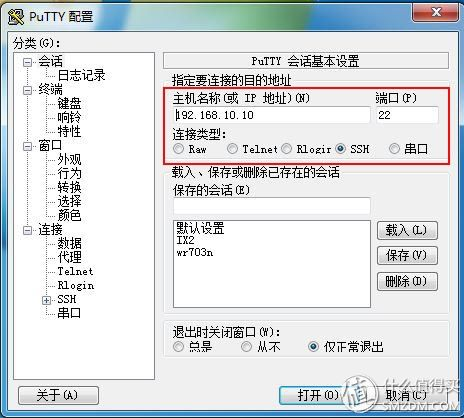 PuTTY 配置
分类(G):
会话
日志记录
终端
键盘
响铃
特性
窗口
外观
行为
转换
选择
颜色
连接
数据
代理
Telnet
Rlogin
SSH
串口
PuTTY 会话基本设置
指定要连接的目的地址
主机名称(或 IP 地址)(N) 端口(P)
192.168.10.10 22
连接类型:
Raw Telnet Rlogin SSH 串口
载入、保存或删除已存在的会话
保存的会话(E)
默认设置
IX2
wr703n
载入(L)
保存(V)
删除(D)
退出时关闭窗口(W):
总是 从不 仅正常退出
关于(A) 打开(O) 取消(C)
值 什么值得买
SMZDM.COM